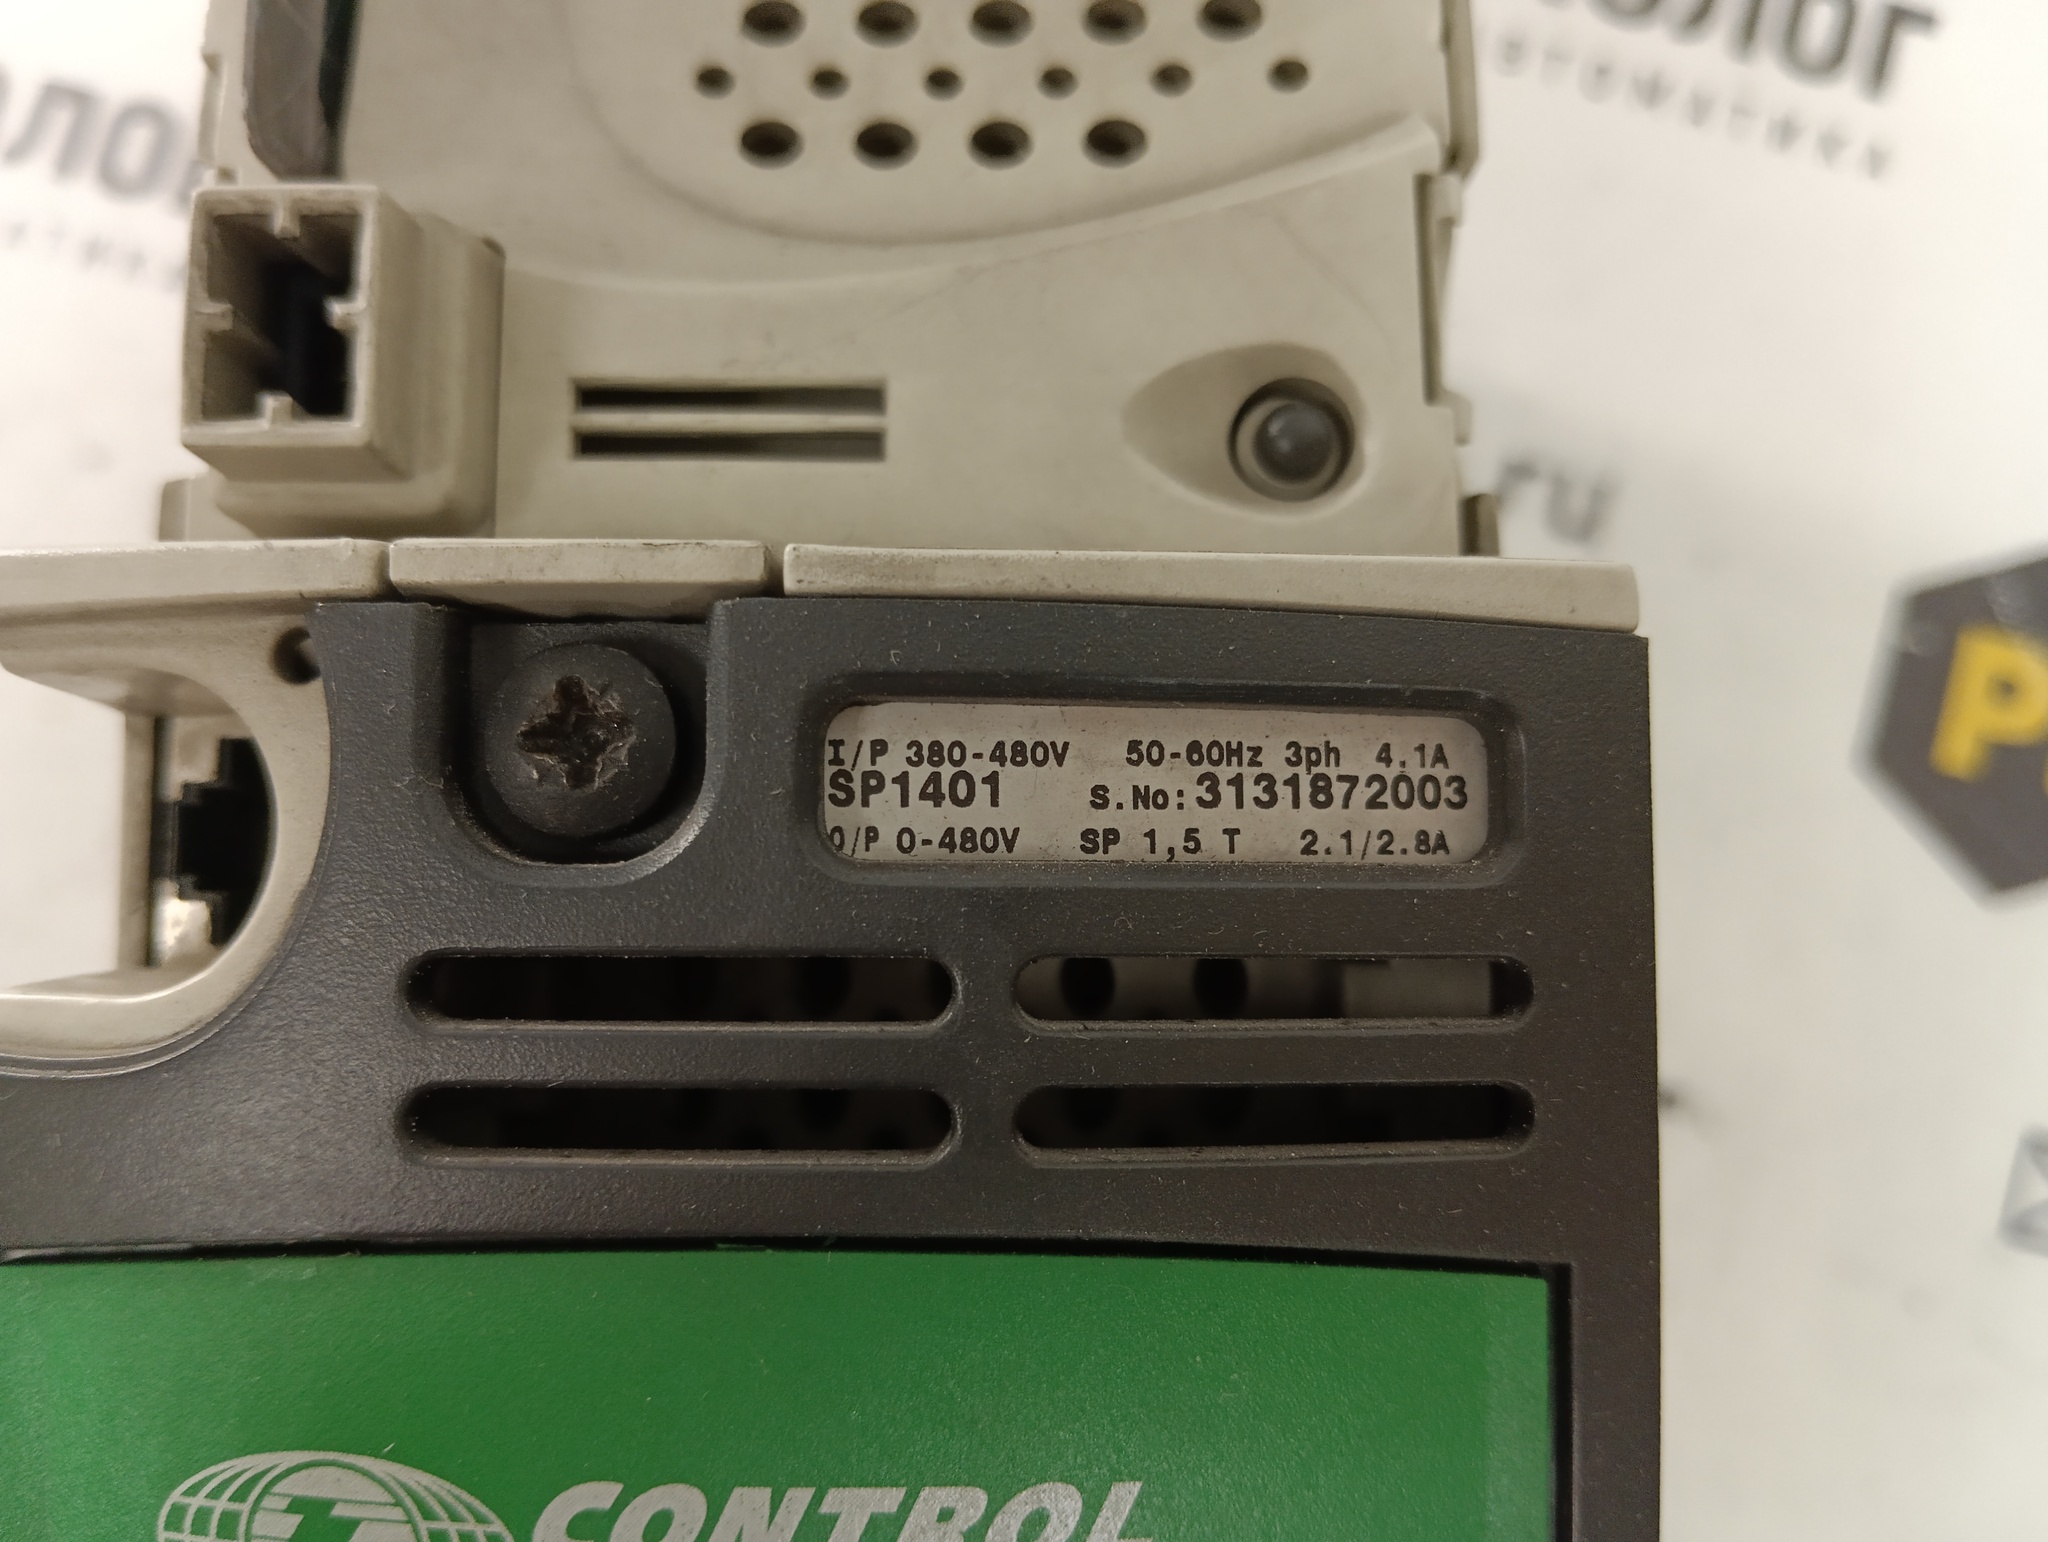 I/P 380-480V 50-60Hz 3ph 4.1A
SP1401 S.No: 3131872003
O/P 0-480V SP 1,5 T 2.1/2.8A
CONTROL